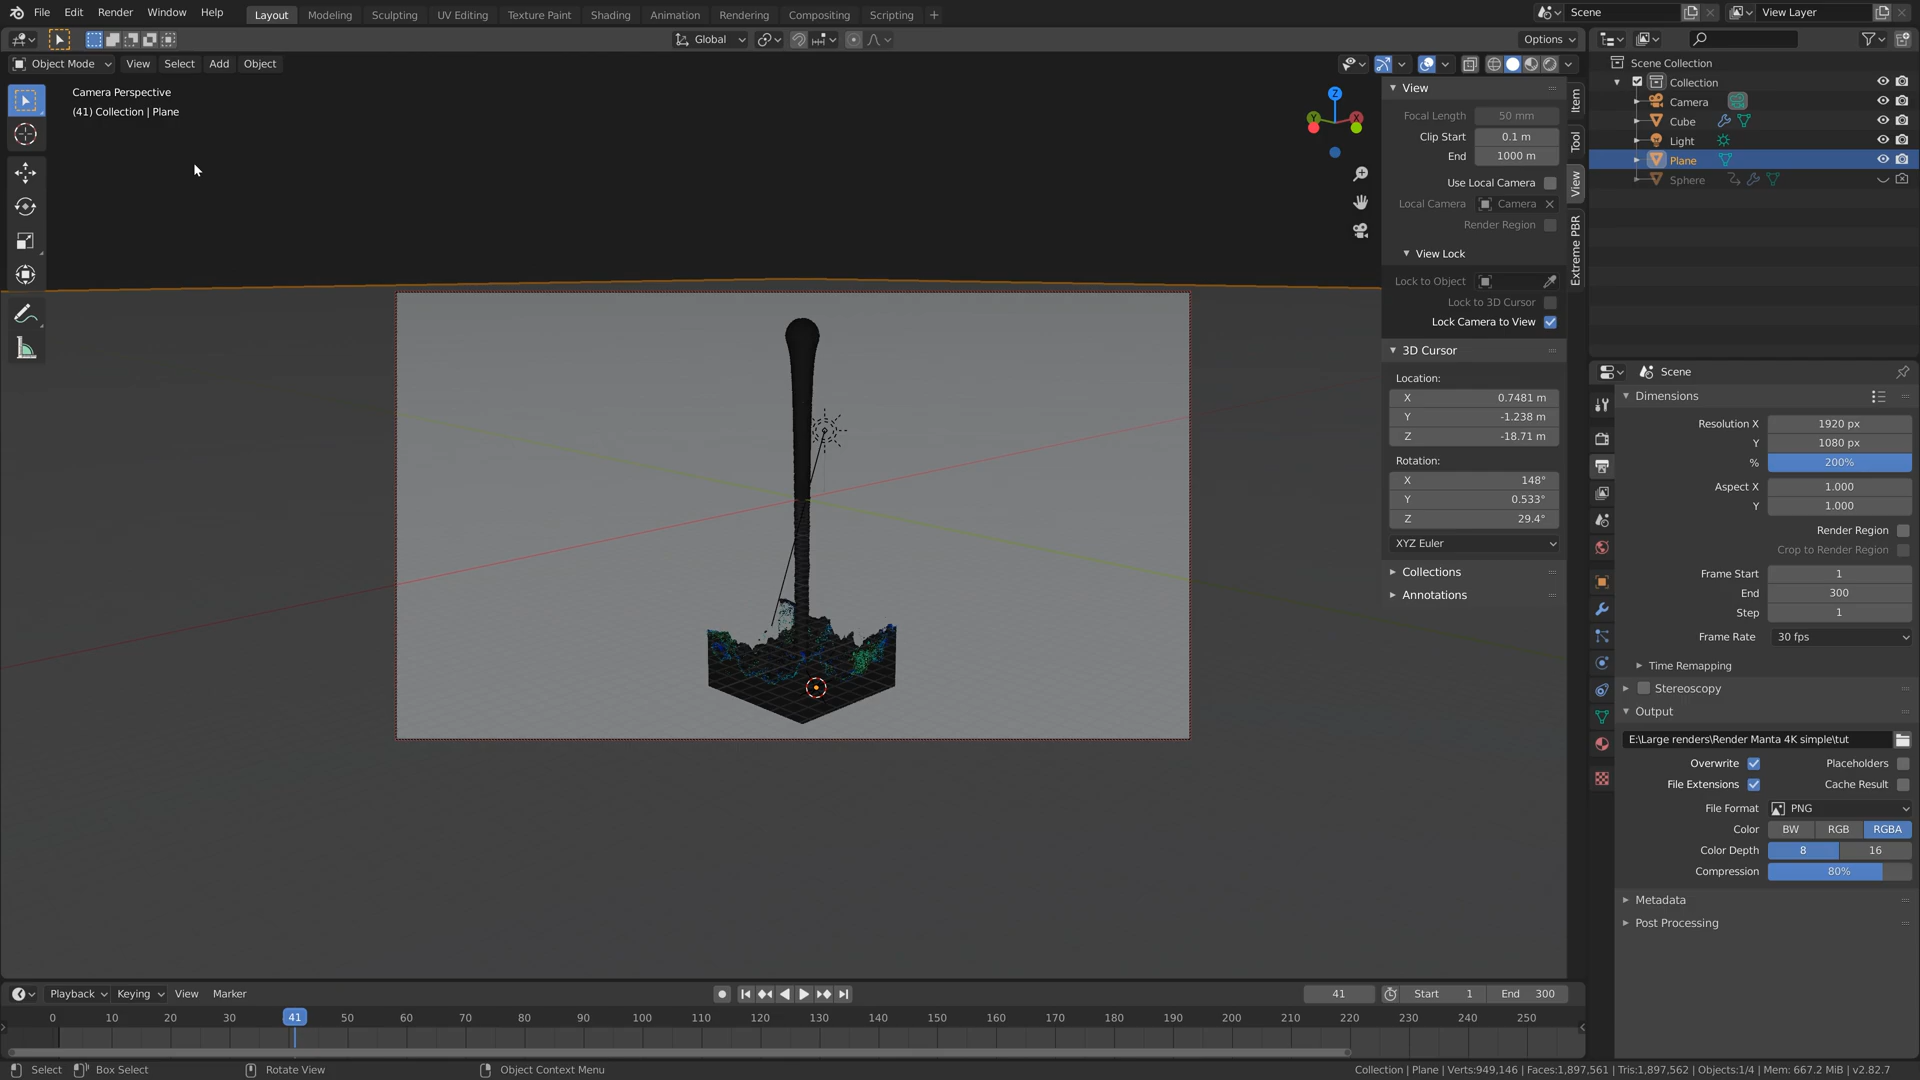 File Edit Render Window Help Layout Modeling Sculpting UV Editing Texture Paint Shading Animation Rendering Compositing Scripting + Scene View Layer
Global Options
Object Mode View Select Add Object
Camera Perspective
(41) Collection | Plane
Z
Y
X
View
Focal Length 50 mm
Clip Start 0.1 m
End 1000 m
Use Local Camera
Local Camera Camera
Render Region
View Lock
Lock to Object
Lock to 3D Cursor
Lock Camera to View
3D Cursor
Location:
X 0.7481 m
Y -1.238 m
Z -18.71 m
Rotation:
X 148°
Y 0.533°
Z 29.4°
XYZ Euler
Collections
Annotations
Item
Tool
View
Extreme PBR
Scene Collection
Collection
Camera
Cube
Light
Plane
Sphere
Scene
Dimensions
Resolution X 1920 px
Y 1080 px
% 200%
Aspect X 1.000
Y 1.000
Render Region
Crop to Render Region
Frame Start 1
End 300
Step 1
Frame Rate 30 fps
Time Remapping
Stereoscopy
Output
E:\Large renders\Render Manta 4K simple\tut
Overwrite Placeholders
File Extensions Cache Result
File Format PNG
Color BW RGB RGBA
Color Depth 8 16
Compression 80%
Metadata
Post Processing
Playback Keying View Marker 41 Start 1 End 300
0 10 20 30 41 50 60 70 80 90 100 110 120 130 140 150 160 170 180 190 200 210 220 230 240 250
Select Box Select Rotate View Object Context Menu Collection | Plane | Verts:949,146 | Faces:1,897,561 | Tris:1,897,562 | Objects:1/4 | Mem: 667.2 MiB | v2.82.7